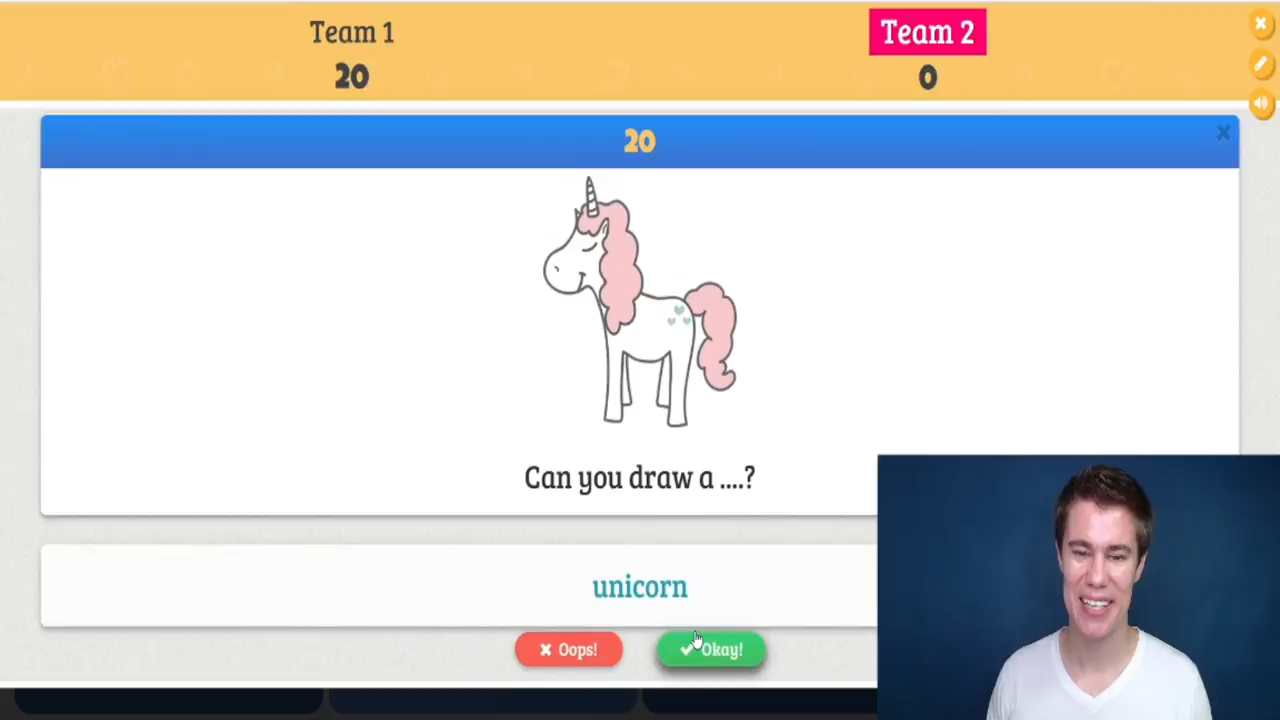 Team 1
20
Team 2
0
20
Can you draw a ....?
unicorn
Oops!
Okay!